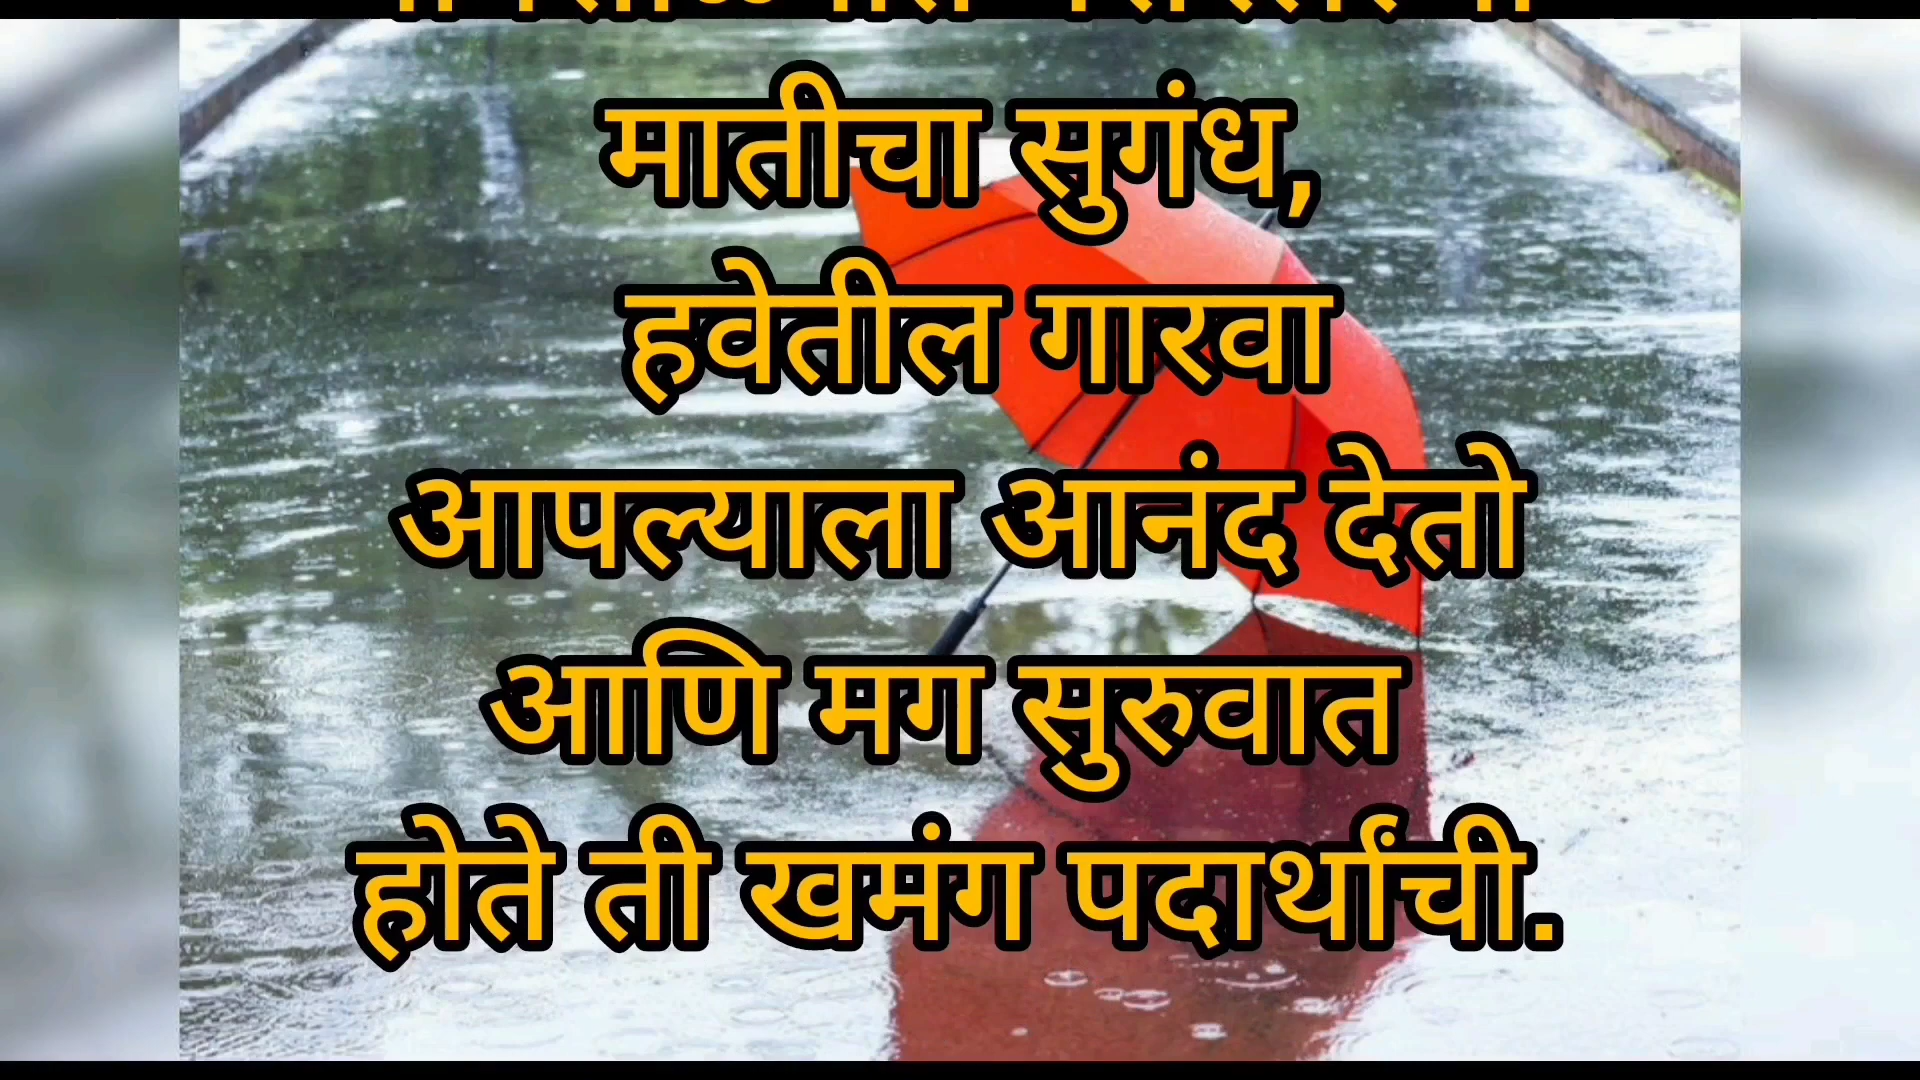 मातीचा सुगंध,
हवेतील गारवा
आपल्याला आनंद देतो
आणि मग सुरुवात
होते ती खमंग पदार्थांची.